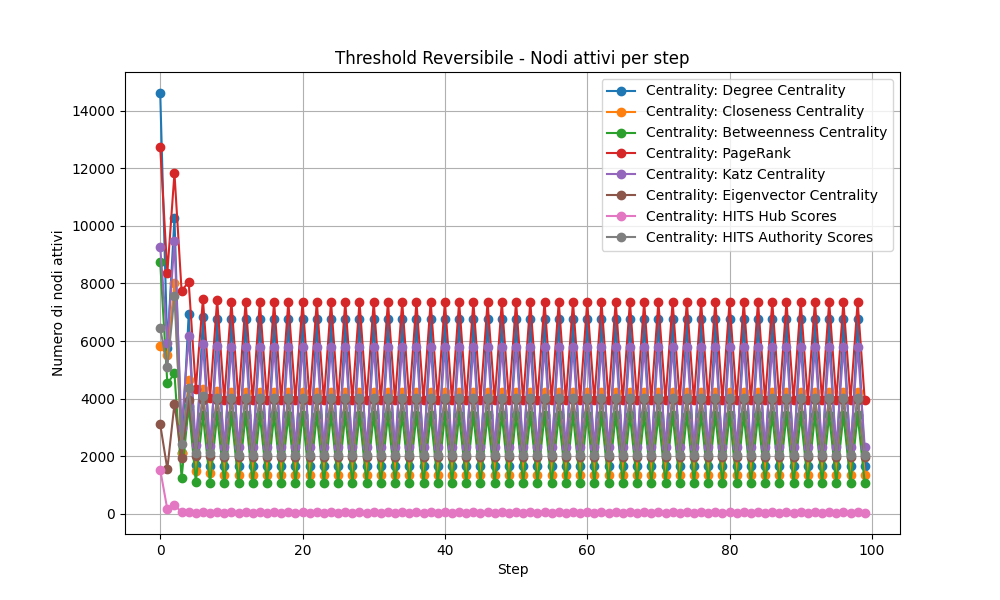 Threshold Reversibile - Nodi attivi per step
Centrality: Degree Centrality
Centrality: Closeness Centrality
Centrality: Betweenness Centrality
Centrality: PageRank
Centrality: Katz Centrality
Centrality: Eigenvector Centrality
Centrality: HITS Hub Scores
Centrality: HITS Authority Scores
Numero di nodi attivi
14000
12000
10000
8000
6000
4000
2000
0
0 20 40 60 80 100
Step